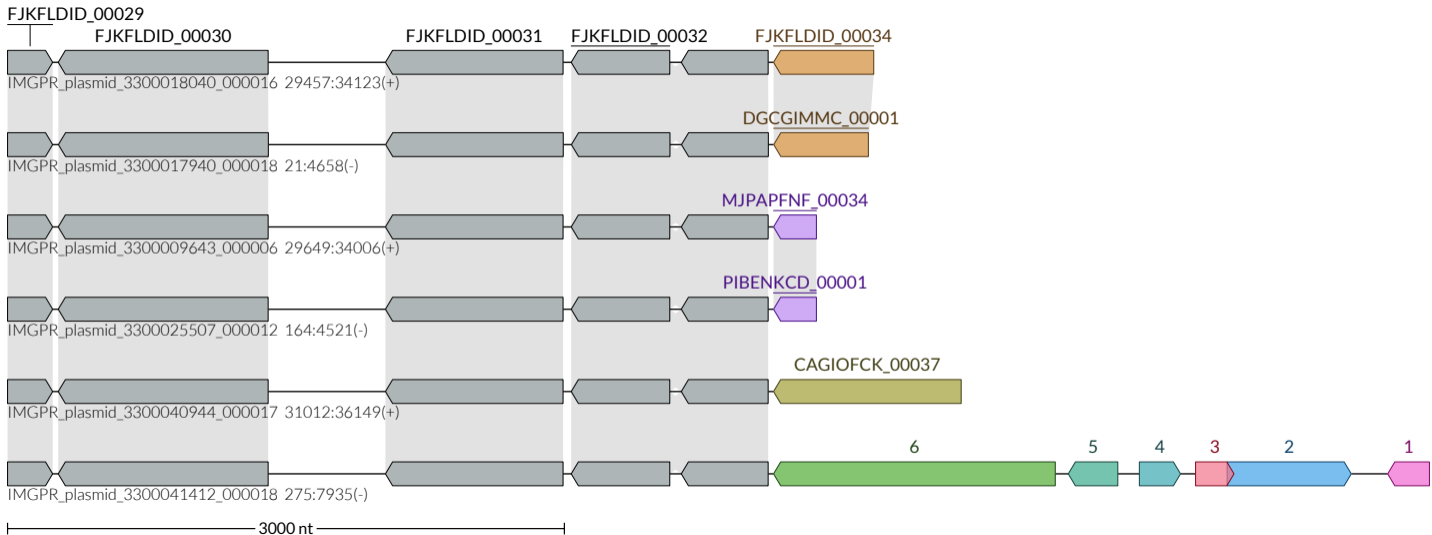 FJKFLDID_00029
FJKFLDID_00030 FJKFLDID_00031 FJKFLDID_00032 FJKFLDID_00034
IMGPR_plasmid_3300018040_000016 29457:34123(+)
DGCGIMMC_00001
IMGPR_plasmid_3300017940_000018 21:4658(-)
MJPAPFNF_00034
IMGPR_plasmid_3300009643_000006 29649:34006(+)
PIBENKCD_00001
IMGPR_plasmid_3300025507_000012 164:4521(-)
CAGIOFCK_00037
IMGPR_plasmid_3300040944_000017 31012:36149(+)
6 5 4 3 2 1
IMGPR_plasmid_3300041412_000018 275:7935(-)
3000 nt